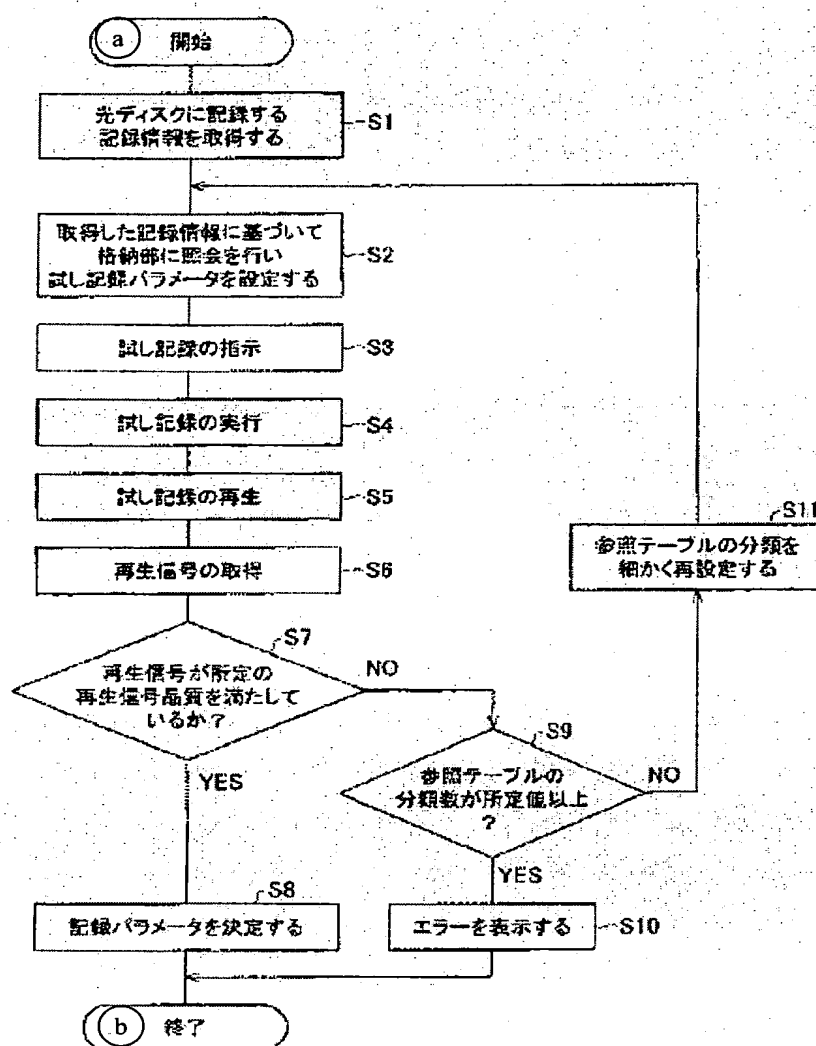 a 開始
光ディスクに記録する
記録情報を取得する
S1
取得した記録情報に基づいて
格納部に照会を行い
試し記録パラメータを設定する
S2
試し記録の指示
S3
試し記録の実行
S4
試し記録の再生
S5
再生信号の取得
S6
S7
再生信号が所定の
再生信号品質を満たして
いるか?
NO
YES
S9
参照テーブルの
分類数が所定値以上
?
NO
YES
S11
参照テーブルの分類を
細かく再設定する
S8
記録パラメータを決定する
エラーを表示する
S10
b 終了